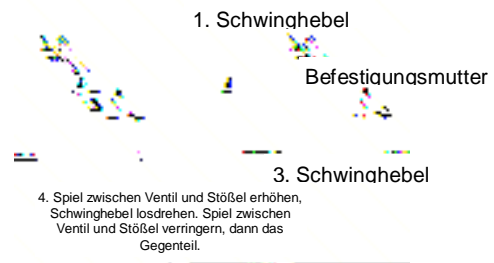 1. Schwinghebel
Befestigungsmutter
3. Schwinghebel
4. Spiel zwischen Ventil und Stößel erhöhen,
Schwinghebel losdrehen. Spiel zwischen
Ventil und Stößel verringern, dann das
Gegenteil.